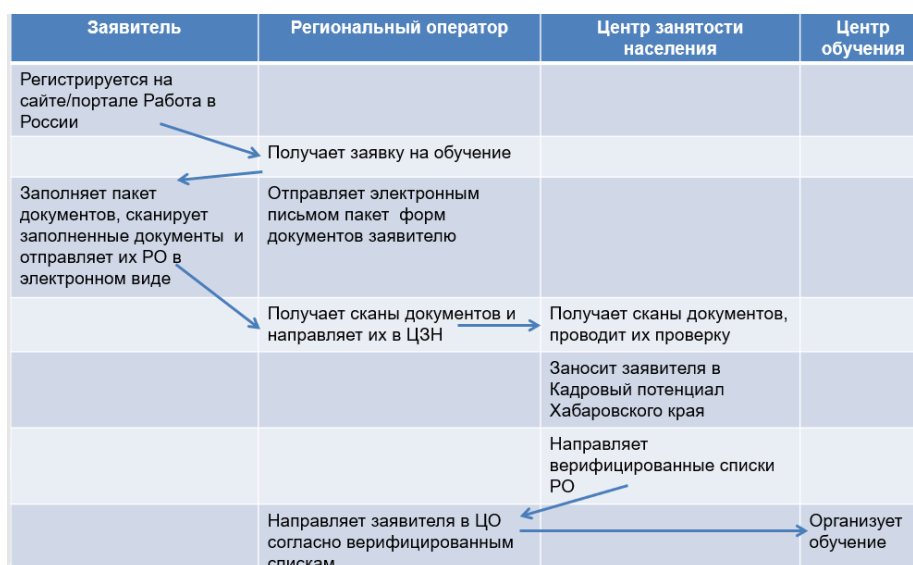 Заявитель
Региональный оператор
Центр занятости
населения
Центр
обучения
Регистрируется на
сайте/портале Работа в
России
Получает заявку на обучение
Заполняет пакет
документов, сканирует
заполненные документы и
отправляет их РО в
электронном виде
Отправляет электронным
письмом пакет форм
документов заявителю
Получает сканы документов и
направляет их в ЦЗН
Получает сканы документов,
проводит их проверку
Заносит заявителя в
Кадровый потенциал
Хабаровского края
Направляет
верифицированные списки
РО
Направляет заявителя в ЦО
согласно верифицированным
спискам
Организует
обучение